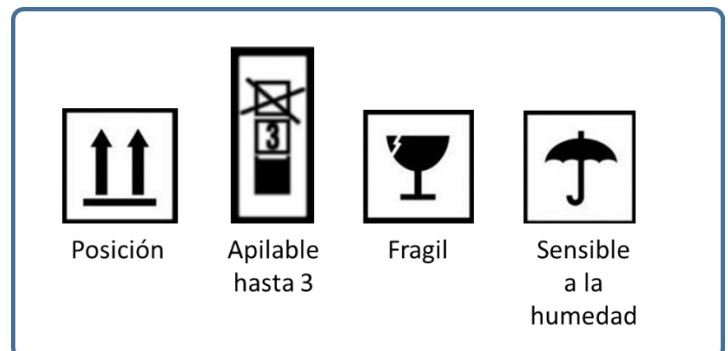 3
Posición
Apilable
hasta 3
Fragil
Sensible
a la
humedad